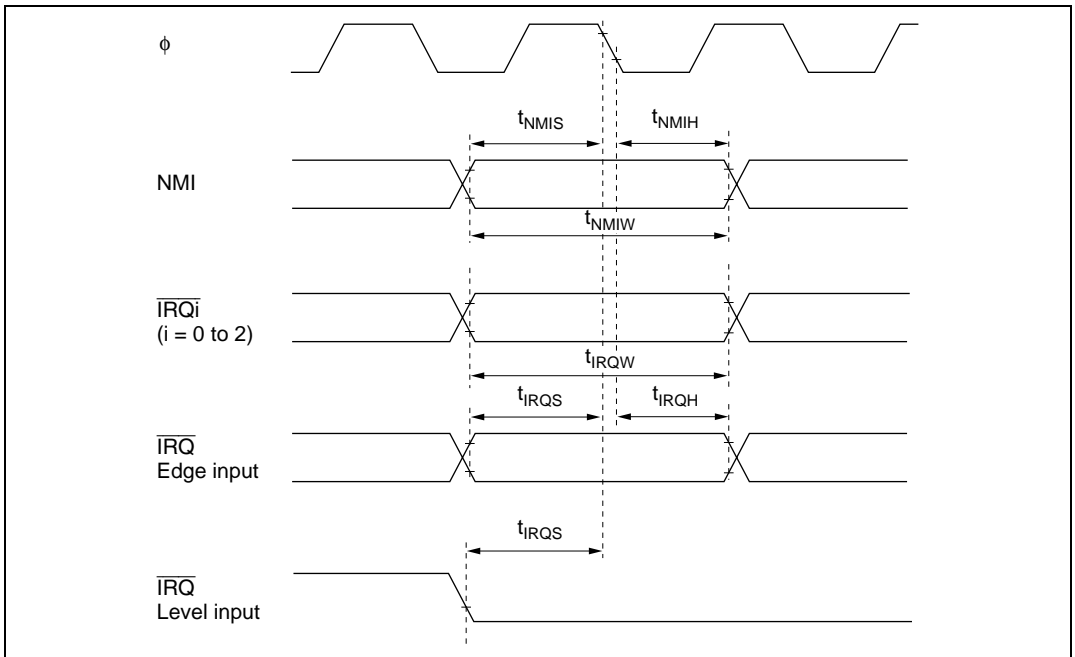 ϕ
tNMIS tNMIH
NMI
tNMIW
IRQi
(i = 0 to 2)
tIRQW
tIRQS tIRQH
IRQ
Edge input
tIRQS
IRQ
Level input